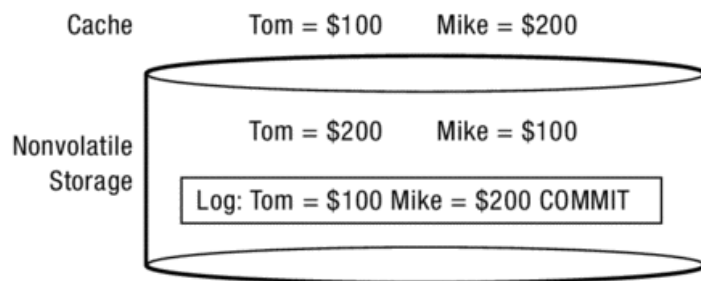 Cache Tom = $100 Mike = $200
Tom = $200 Mike = $100
Nonvolatile
Storage
Log: Tom = $100 Mike = $200 COMMIT